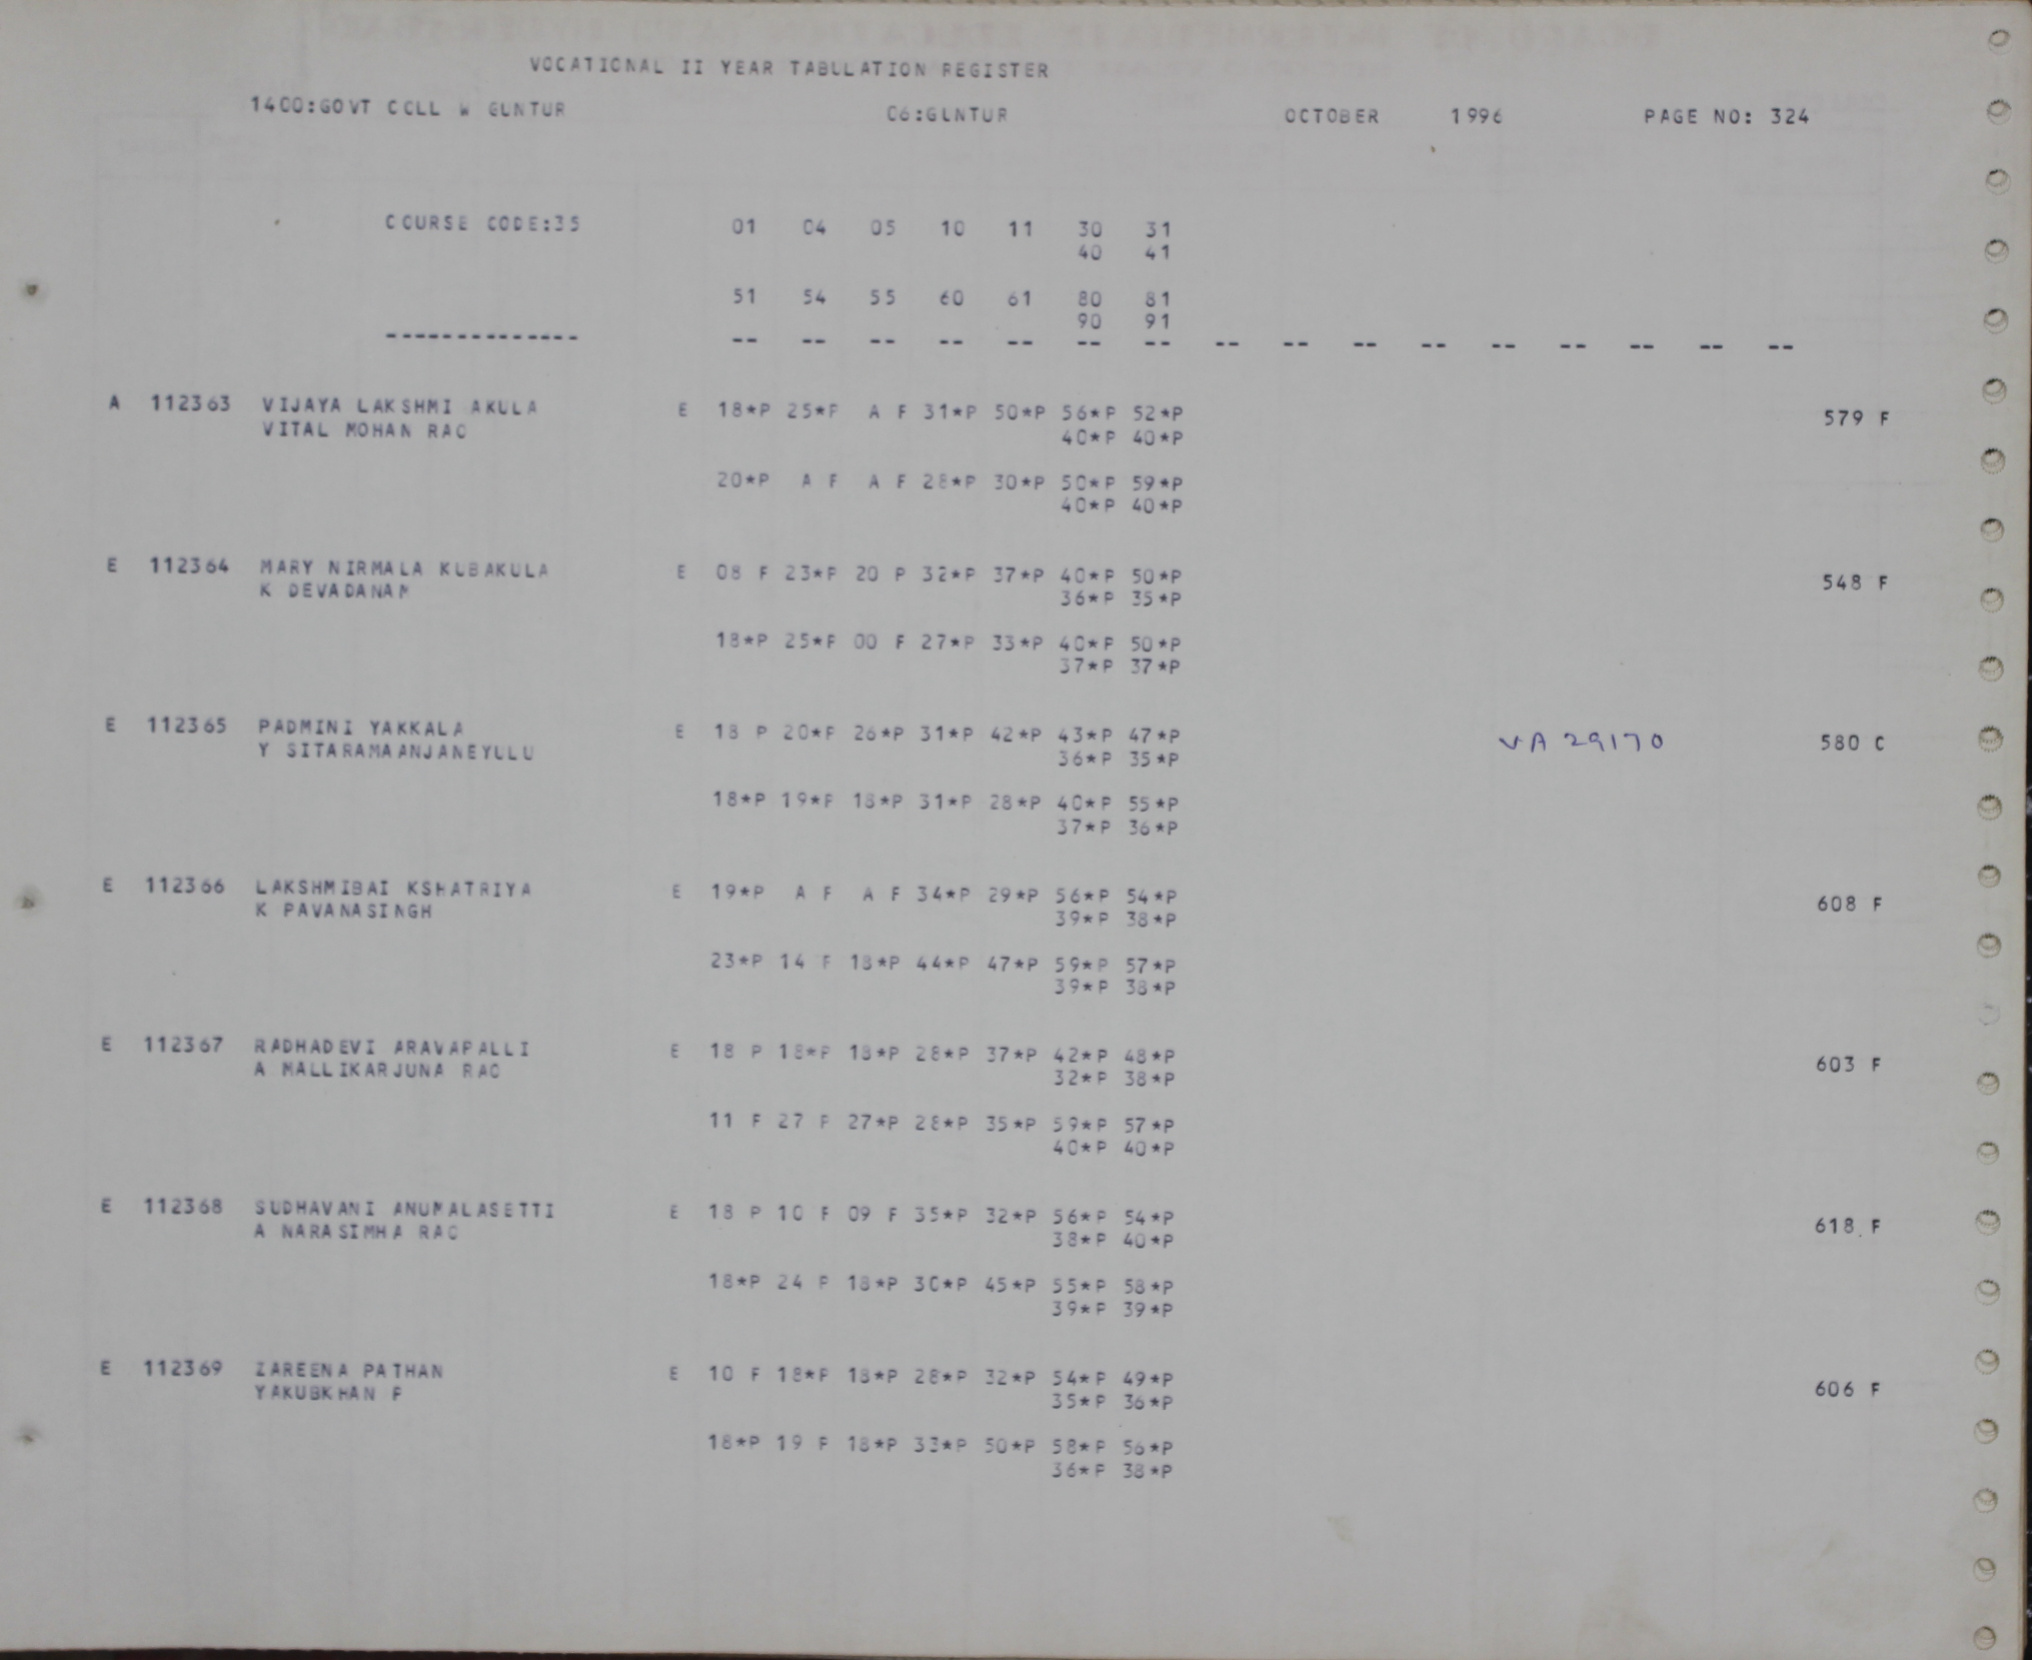 VOCATIONAL II YEAR TABULATION REGISTER
1400:GOVT COLL W GUNTUR 06:GUNTUR OCTOBER 1996 PAGE NO: 324
COURSE CODE:35 01 04 05 10 11 30 31
40 41
51 54 55 60 61 80 81
90 91
-------------- -- -- -- -- -- -- -- -- -- -- -- -- -- -- -- --
A 112363 VIJAYA LAKSHMI AKULA E 18*P 25*P A F 31*P 50*P 56*P 52*P 579 F
VITAL MOHAN RAO 40*P 40*P
20*P A F A F 28*P 30*P 50*P 59*P
40*P 40*P
E 112364 MARY NIRMALA KUBAKULA E 08 F 23*P 20 P 32*P 37*P 40*P 50*P 548 F
K DEVADANAM 36*P 35*P
18*P 25*P 00 F 27*P 33*P 40*P 50*P
37*P 37*P
E 112365 PADMINI YAKKALA E 18 P 20*P 26*P 31*P 42*P 43*P 47*P VA 29170 580 C
Y SITARAMAANJANEYULU 36*P 35*P
18*P 19*P 18*P 31*P 28*P 40*P 55*P
37*P 36*P
E 112366 LAKSHMIBAI KSHATRIYA E 19*P A F A F 34*P 29*P 56*P 54*P 608 F
K PAVANASINGH 39*P 38*P
23*P 14 F 18*P 44*P 47*P 59*P 57*P
39*P 38*P
E 112367 RADHADEVI ARAVAPALLI E 18 P 18*P 18*P 28*P 37*P 42*P 48*P 603 F
A MALLIKARJUNA RAO 32*P 38*P
11 F 27 P 27*P 28*P 35*P 59*P 57*P
40*P 40*P
E 112368 SUDHAVANI ANUMALASETTI E 18 P 10 F 09 F 35*P 32*P 56*P 54*P 618 F
A NARASIMHA RAO 38*P 40*P
18*P 24 P 18*P 30*P 45*P 55*P 58*P
39*P 39*P
E 112369 ZAREENA PATHAN E 10 F 18*P 18*P 28*P 32*P 54*P 49*P 606 F
YAKUBKHAN P 35*P 36*P
18*P 19 P 18*P 33*P 50*P 58*P 56*P
36*P 38*P